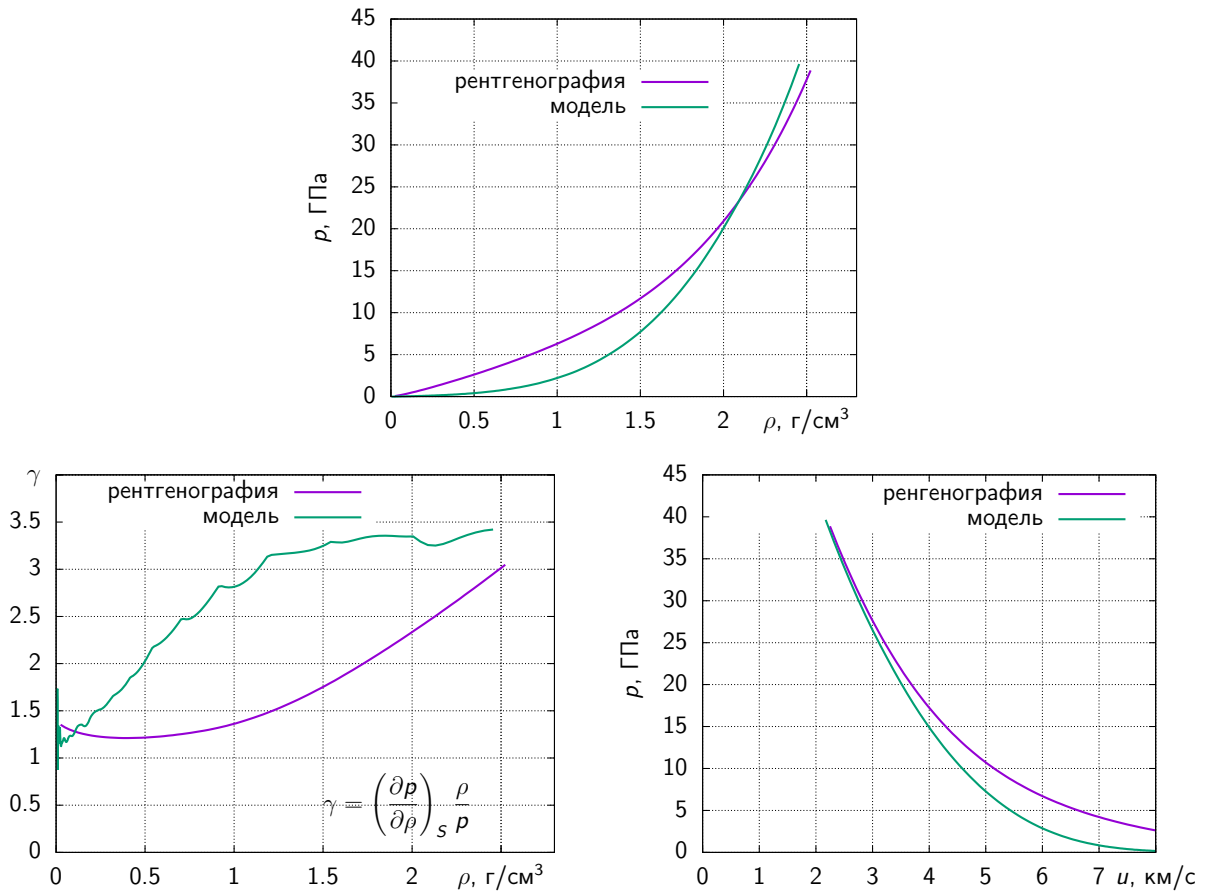 45
40
35
30
25
20
15
10
5
0
p, ГПа
рентгенография
модель
0 0.5 1 1.5 2 ρ, г/см³
γ
3.5
3
2.5
2
1.5
1
0.5
0
рентгенография
модель
γ = (∂p/∂ρ)_S ρ/p
0 0.5 1 1.5 2 ρ, г/см³
45
40
35
30
25
20
15
10
5
0
p, ГПа
ренгенография
модель
0 1 2 3 4 5 6 7 u, км/с